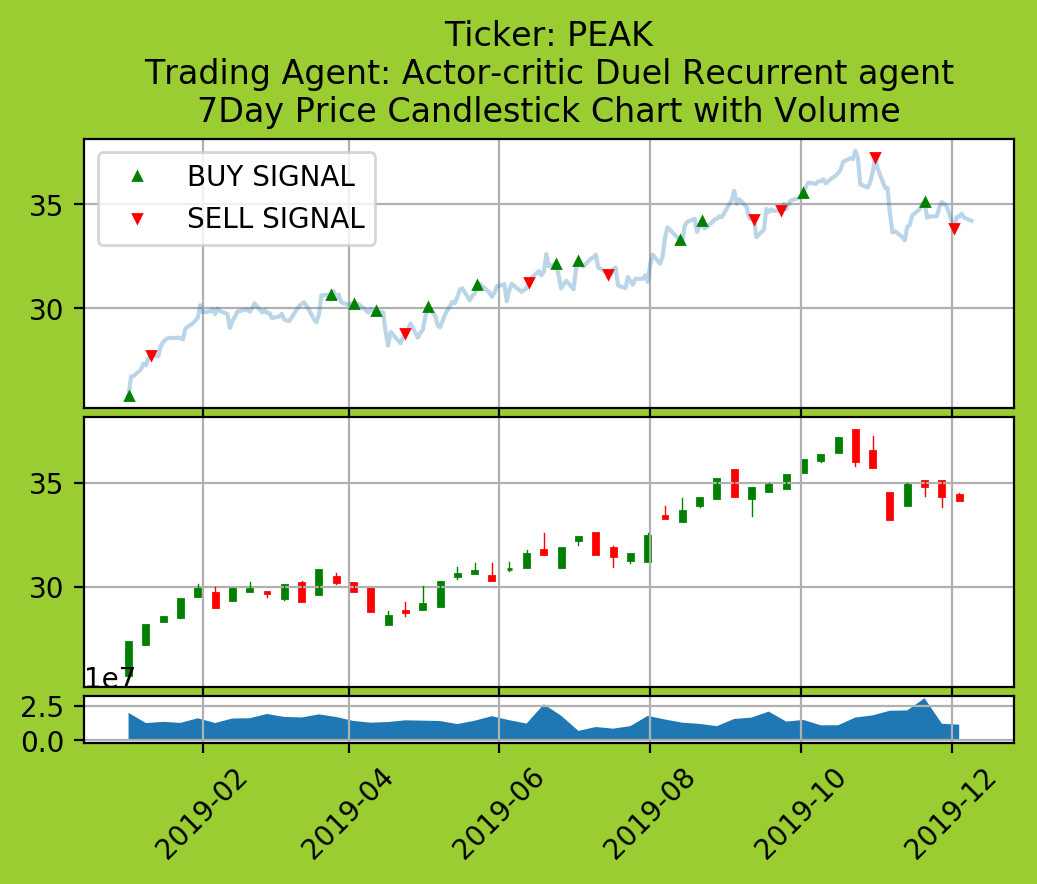 Ticker: PEAK
Trading Agent: Actor-critic Duel Recurrent agent
7Day Price Candlestick Chart with Volume
BUY SIGNAL
SELL SIGNAL
35
30
35
30
1e7
2.5
0.0
2019-02
2019-04
2019-06
2019-08
2019-10
2019-12